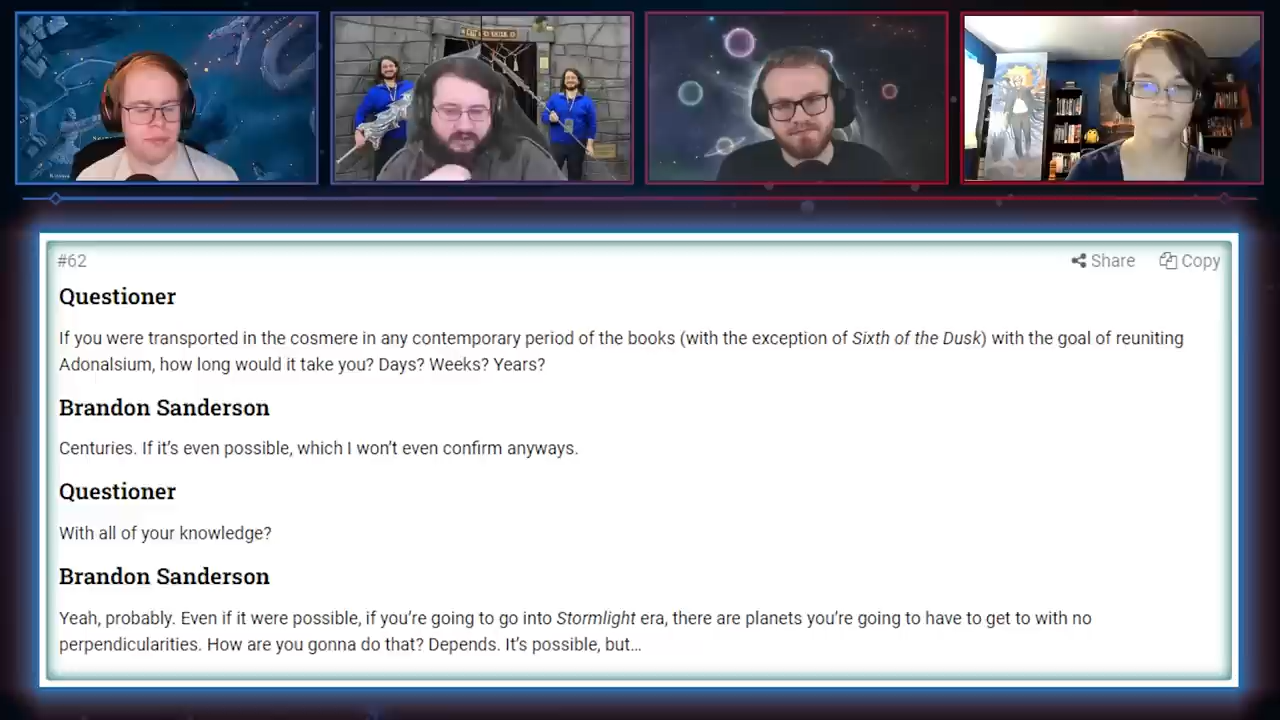 #62
Share
Copy
Questioner
If you were transported in the cosmere in any contemporary period of the books (with the exception of Sixth of the Dusk) with the goal of reuniting
Adonalsium, how long would it take you? Days? Weeks? Years?
Brandon Sanderson
Centuries. If it's even possible, which I won't even confirm anyways.
Questioner
With all of your knowledge?
Brandon Sanderson
Yeah, probably. Even if it were possible, if you're going to go into Stormlight era, there are planets you're going to have to get to with no
perpendicularities. How are you gonna do that? Depends. It's possible, but...